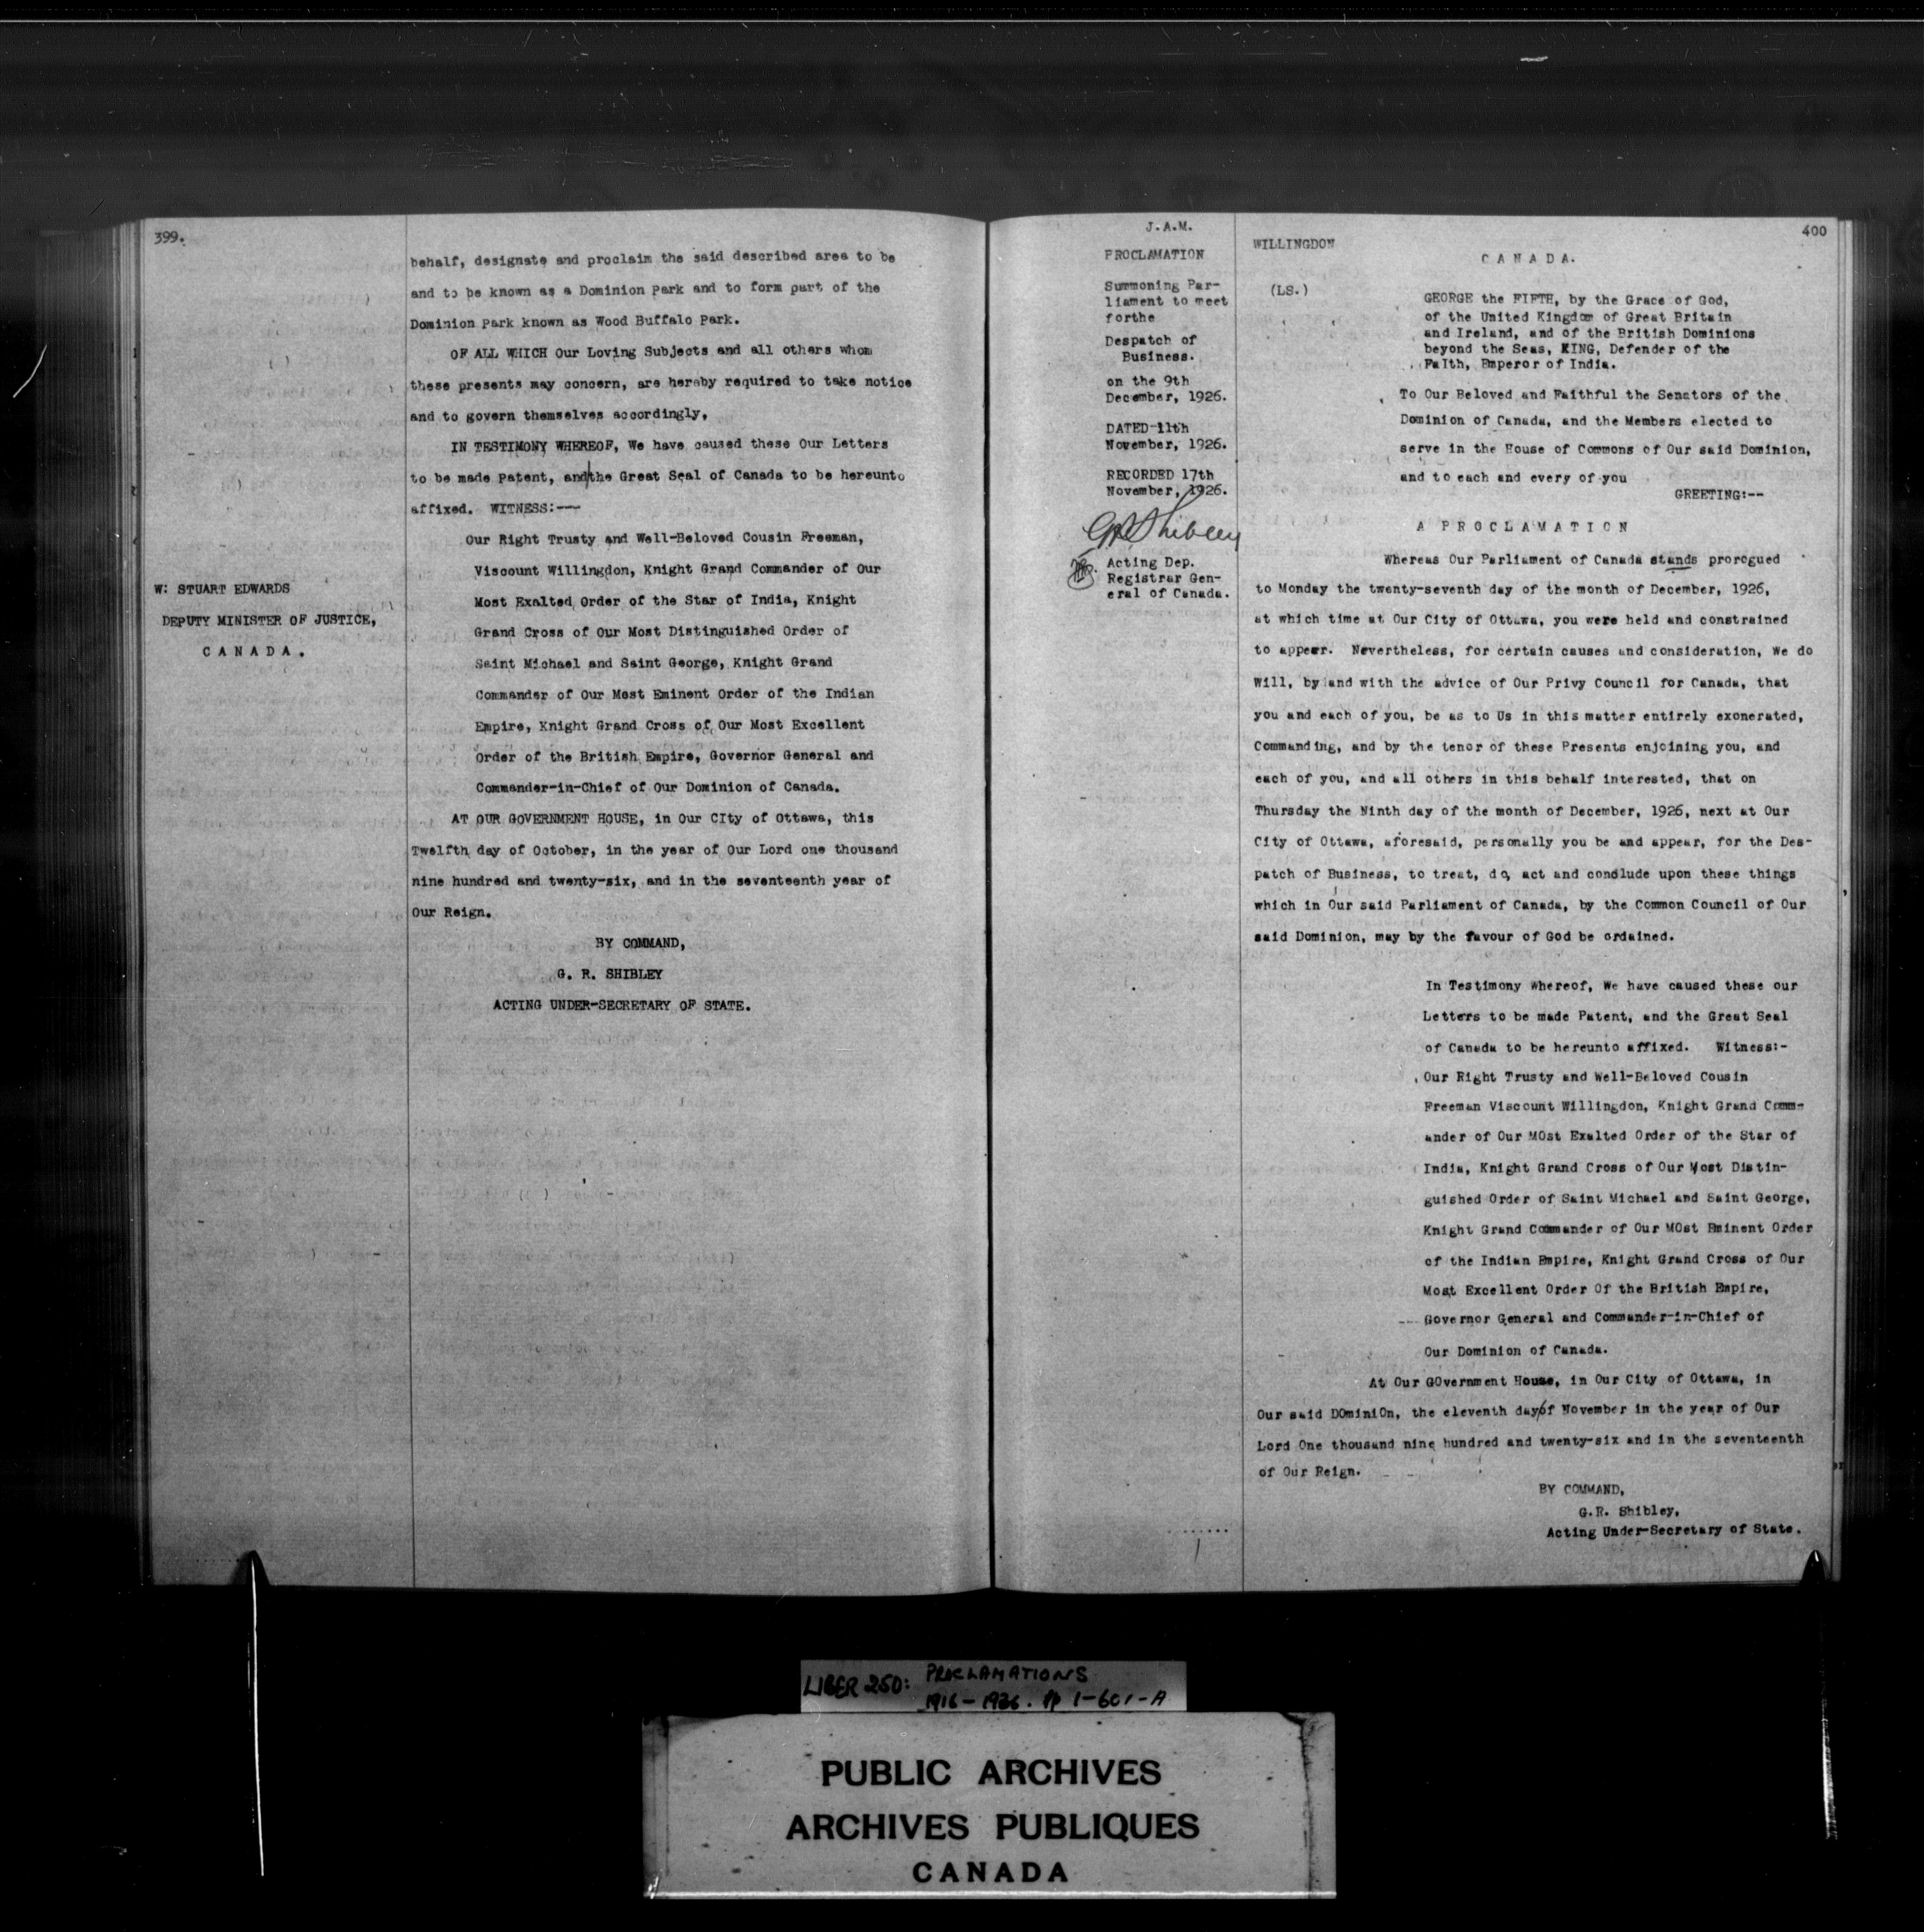 399.
behalf, designate and proclaim the said described area to be
and to be known as a Dominion Park and to form part of the
Dominion Park known as Wood Buffalo Park.
OF ALL WHICH Our Loving Subjects and all others whom
these presents may concern, are hereby required to take notice
and to govern themselves accordingly,
IN TESTIMONY WHEREOF, We have caused these Our Letters
to be made Patent, and the Great Seal of Canada to be hereunto
affixed. WITNESS:---
Our Right Trusty and Well-Beloved Cousin Freeman,
Viscount Willingdon, Knight Grand Commander of Our
Most Exalted Order of the Star of India, Knight
Grand Cross of Our Most Distinguished Order of
Saint Michael and Saint George, Knight Grand
Commander of Our Most Eminent Order of the Indian
Empire, Knight Grand Cross of Our Most Excellent
Order of the British Empire, Governor General and
Commander-in-Chief of Our Dominion of Canada.
AT OUR GOVERNMENT HOUSE, in Our CIty of Ottawa, this
Twelfth day of October, in the year of Our Lord one thousand
nine hundred and twenty-six, and in the seventeenth year of
Our Reign.
BY COMMAND,
G. R. SHIBLEY
ACTING UNDER-SECRETARY OF STATE.
W: STUART EDWARDS
DEPUTY MINISTER OF JUSTICE,
CANADA.
J.A.M.
PROCLAMATION
Summoning Par-
liament to meet
forthe
Despatch of
Business.
on the 9th
December, 1926.
DATED 11th
November, 1926.
RECORDED 17th
November, 1926.
GRShibley
Acting Dep.
Registrar Gen-
eral of Canada.
400
WILLINGDON
CANADA.
(LS.)
GEORGE the FIFTH, by the Grace of God,
of the United Kingdom of Great Britain
and Ireland, and of the British Dominions
beyond the Seas, KING, Defender of the
FaIth, Emperor of India.
To Our Beloved and Faithful the Senators of the
Dominion of Canada, and the Members elected to
serve in the House of Commons of Our said Dominion,
and to each and every of you
GREETING:--
A PROCLAMATION
Whereas Our Parliament of Canada stands prorogued
to Monday the twenty-seventh day of the month of December, 1926,
at which time at Our City of Ottawa, you were held and constrained
to appear. Nevertheless, for certain causes and consideration, We do
Will, by and with the advice of Our Privy Council for Canada, that
you and each of you, be as to Us in this matter entirely exonerated,
Commanding, and by the tenor of these Presents enjoining you, and
each of you, and all others in this behalf interested, that on
Thursday the Ninth day of the month of December, 1926, next at Our
City of Ottawa, aforesaid, personally you be and appear, for the Des-
patch of Business, to treat, do, act and conclude upon these things
which in Our said Parliament of Canada, by the Common Council of Our
said Dominion, may by the favour of God be ordained.
In Testimony Whereof, We have caused these our
Letters to be made Patent, and the Great Seal
of Canada to be hereunto affixed. Witness:-
Our Right Trusty and Well-Beloved Cousin
Freeman Viscount Willingdon, Knight Grand Comm-
ander of Our MOst Exalted Order of the Star of
India, Knight Grand Cross of Our Most Distin-
guished Order of Saint Michael and Saint George,
Knight Grand Commander of Our MOst Eminent Order
of the Indian Empire, Knight Grand Cross of Our
Most Excellent Order Of the British Empire,
Governor General and Commander-in-Chief of
Our Dominion of Canada.
At Our GOvernment House, in Our City of Ottawa, in
Our said DOminiOn, the eleventh day of November in the year of Our
Lord One thousand nine hundred and twenty-six and in the seventeenth
of Our Reign.
BY COMMAND,
G.R. Shibley,
Acting Under-Secretary of State.
LIBER 250: PROCLAMATIONS
1916-1936. pp 1-601-A
PUBLIC ARCHIVES
ARCHIVES PUBLIQUES
CANADA